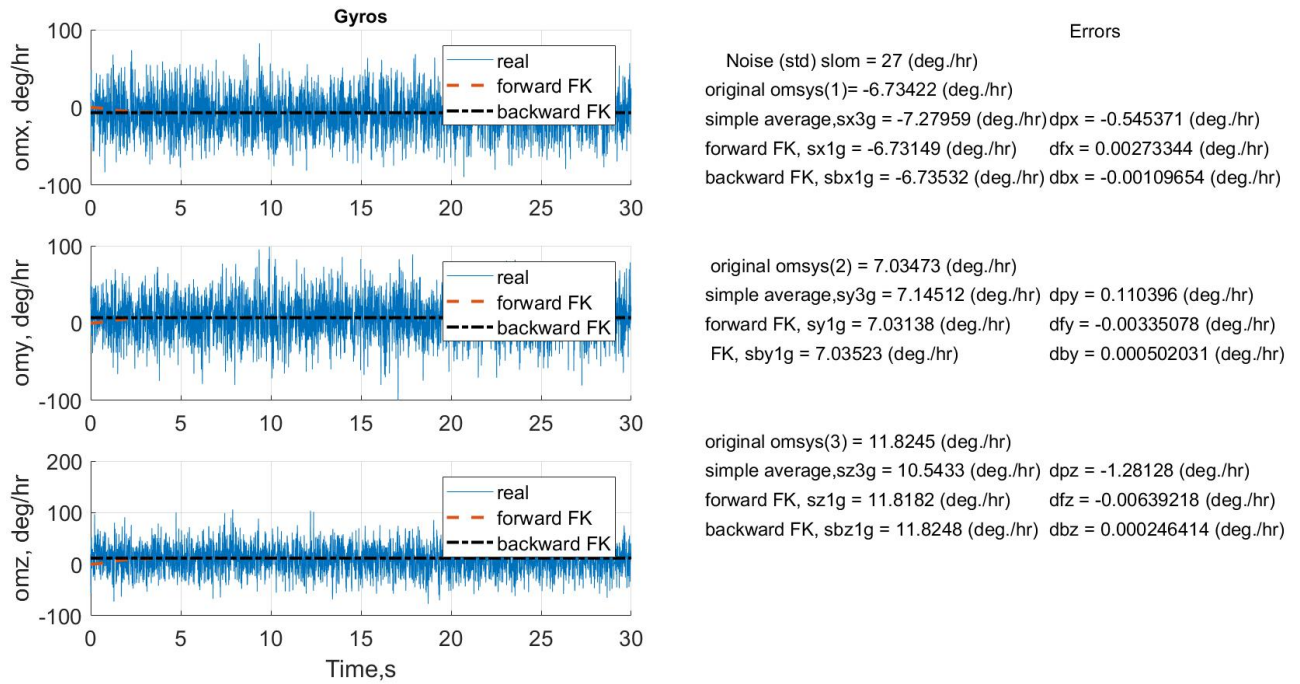 Gyros
100
0
-100
omx, deg/hr
real
forward FK
backward FK
0 5 10 15 20 25 30
100
0
-100
omy, deg/hr
real
forward FK
backward FK
0 5 10 15 20 25 30
200
100
0
-100
omz, deg/hr
real
forward FK
backward FK
0 5 10 15 20 25 30
Time,s
Errors
Noise (std) slom = 27 (deg./hr)
original omsys(1)= -6.73422 (deg./hr)
simple average,sx3g = -7.27959 (deg./hr) dpx = -0.545371 (deg./hr)
forward FK, sx1g = -6.73149 (deg./hr) dfx = 0.00273344 (deg./hr)
backward FK, sbx1g = -6.73532 (deg./hr) dbx = -0.00109654 (deg./hr)
original omsys(2) = 7.03473 (deg./hr)
simple average,sy3g = 7.14512 (deg./hr) dpy = 0.110396 (deg./hr)
forward FK, sy1g = 7.03138 (deg./hr) dfy = -0.00335078 (deg./hr)
FK, sby1g = 7.03523 (deg./hr) dby = 0.000502031 (deg./hr)
original omsys(3) = 11.8245 (deg./hr)
simple average,sz3g = 10.5433 (deg./hr) dpz = -1.28128 (deg./hr)
forward FK, sz1g = 11.8182 (deg./hr) dfz = -0.00639218 (deg./hr)
backward FK, sbz1g = 11.8248 (deg./hr) dbz = 0.000246414 (deg./hr)